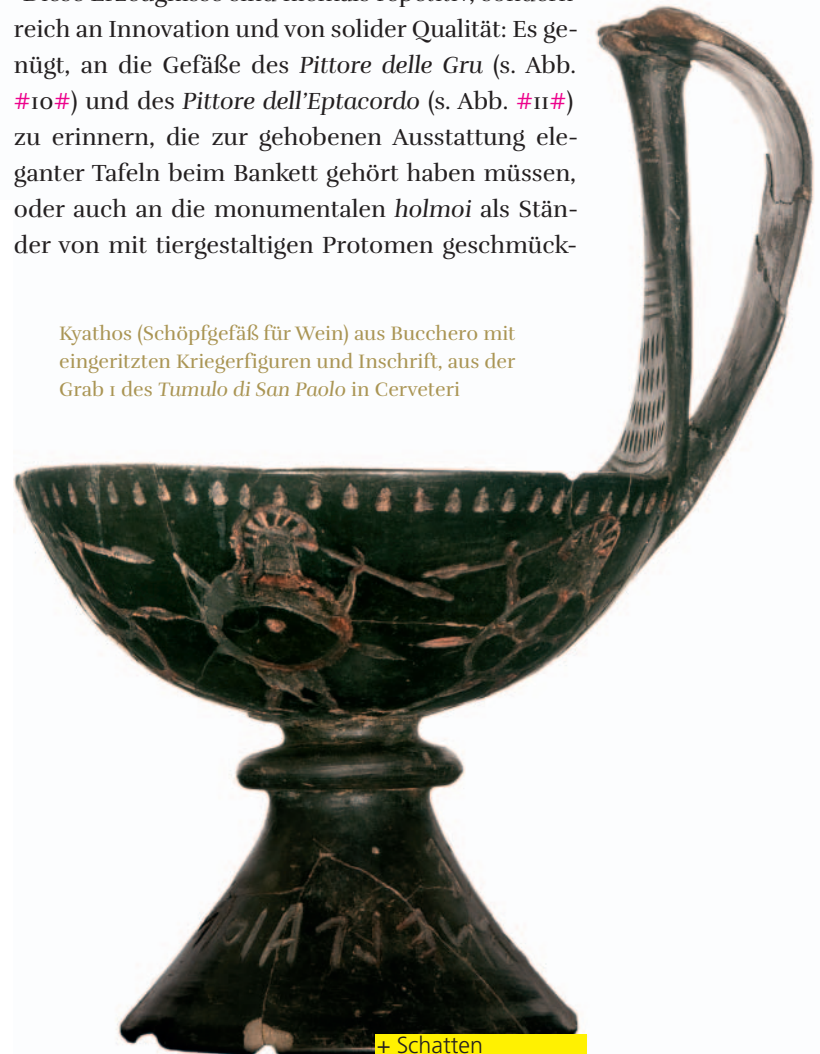 reich an Innovation und von solider Qualität: Es ge-
nügt, an die Gefäße des Pittore delle Gru (s. Abb.
#10#) und des Pittore dell’Eptacordo (s. Abb. #11#)
zu erinnern, die zur gehobenen Ausstattung ele-
ganter Tafeln beim Bankett gehört haben müssen,
oder auch an die monumentalen holmoi als Stän-
der von mit tiergestaltigen Protomen geschmück-
Kyathos (Schöpfgefäß für Wein) aus Bucchero mit
eingeritzten Kriegerfiguren und Inschrift, aus der
Grab 1 des Tumulo di San Paolo in Cerveteri
+ Schatten